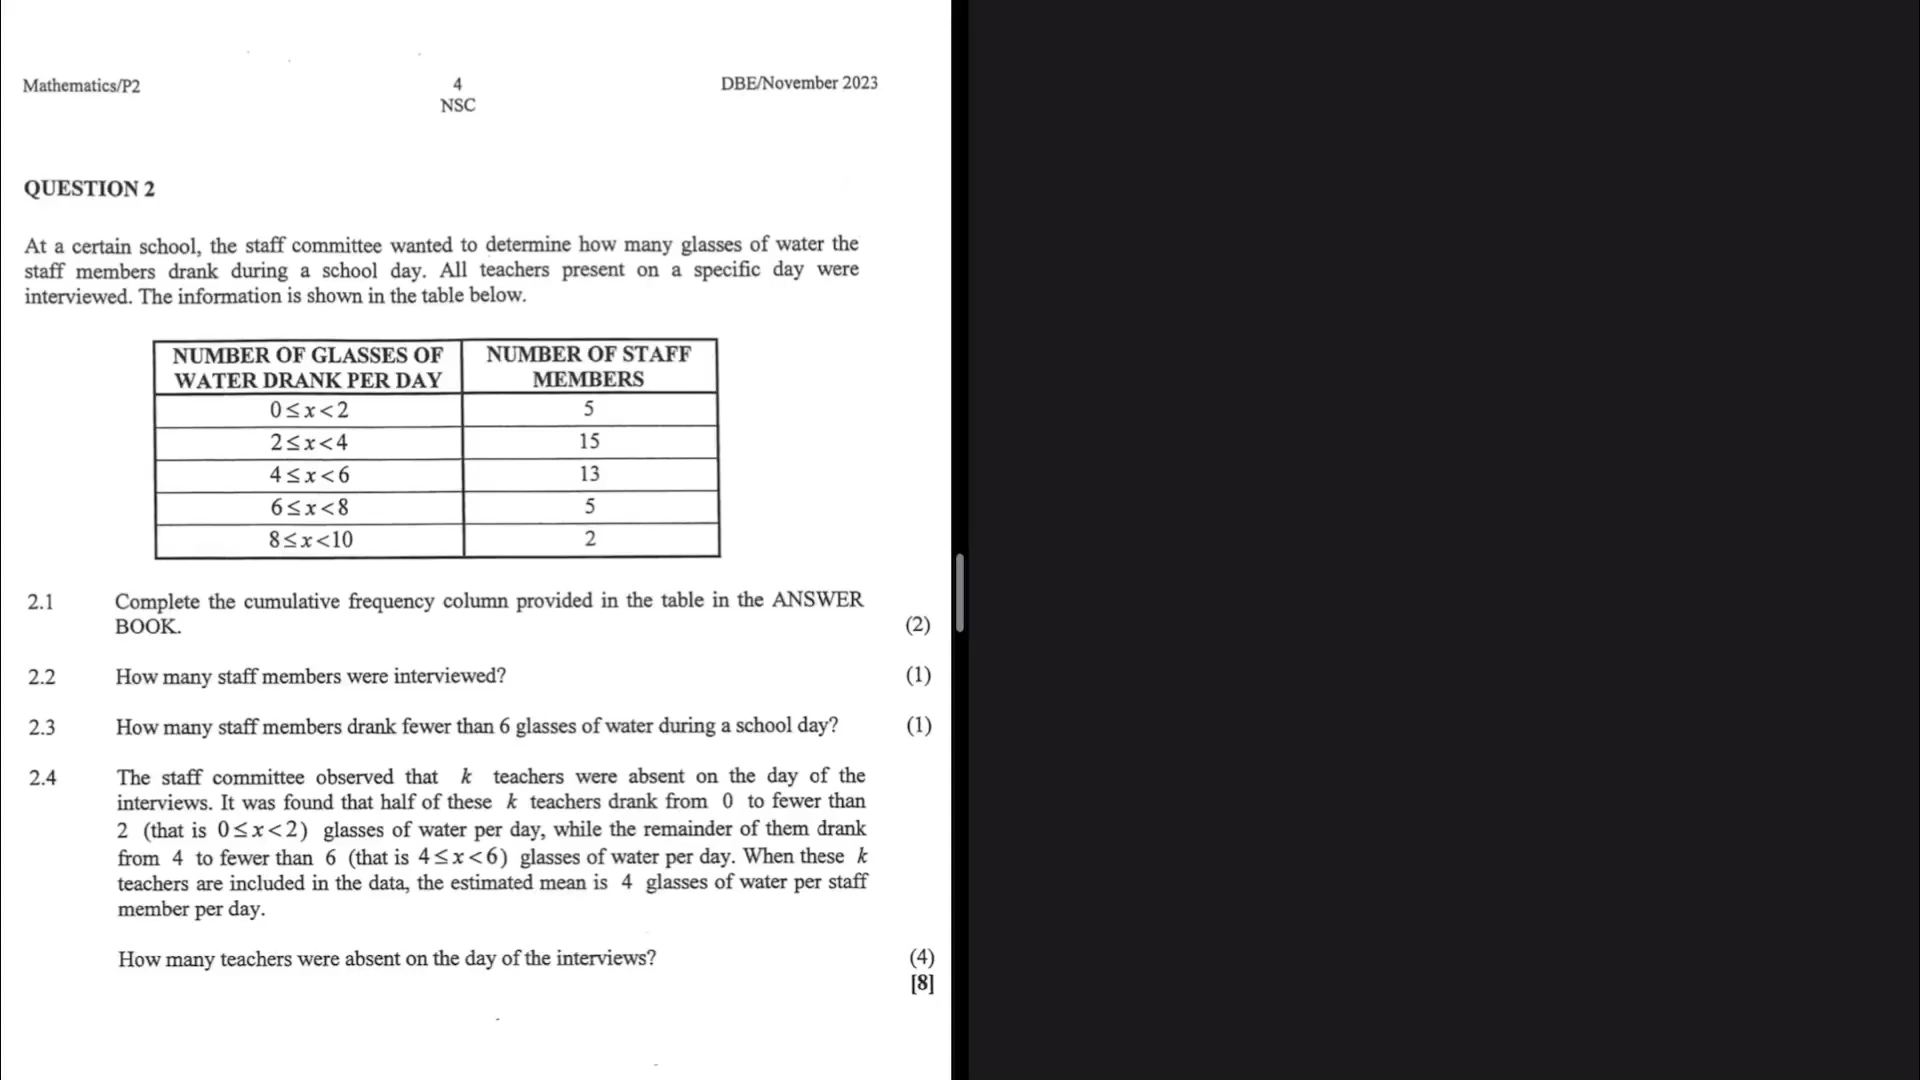 Mathematics/P2
4
NSC
DBE/November 2023
QUESTION 2
At a certain school, the staff committee wanted to determine how many glasses of water the
staff members drank during a school day. All teachers present on a specific day were
interviewed. The information is shown in the table below.
NUMBER OF GLASSES OF WATER DRANK PER DAY | NUMBER OF STAFF MEMBERS
0 ≤ x < 2 | 5
2 ≤ x < 4 | 15
4 ≤ x < 6 | 13
6 ≤ x < 8 | 5
8 ≤ x < 10 | 2
2.1 Complete the cumulative frequency column provided in the table in the ANSWER
BOOK. (2)
2.2 How many staff members were interviewed? (1)
2.3 How many staff members drank fewer than 6 glasses of water during a school day? (1)
2.4 The staff committee observed that k teachers were absent on the day of the
interviews. It was found that half of these k teachers drank from 0 to fewer than
2 (that is 0 ≤ x < 2) glasses of water per day, while the remainder of them drank
from 4 to fewer than 6 (that is 4 ≤ x < 6) glasses of water per day. When these k
teachers are included in the data, the estimated mean is 4 glasses of water per staff
member per day.
How many teachers were absent on the day of the interviews? (4)
[8]